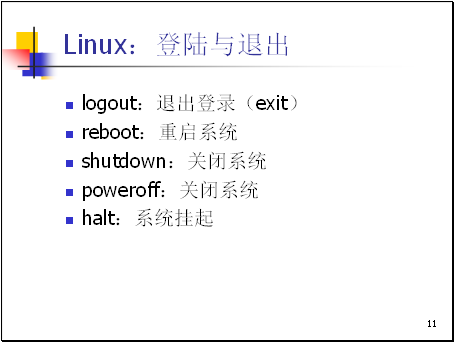 Linux：登陆与退出
logout：退出登录（exit）
reboot：重启系统
shutdown：关闭系统
poweroff：关闭系统
halt：系统挂起
11